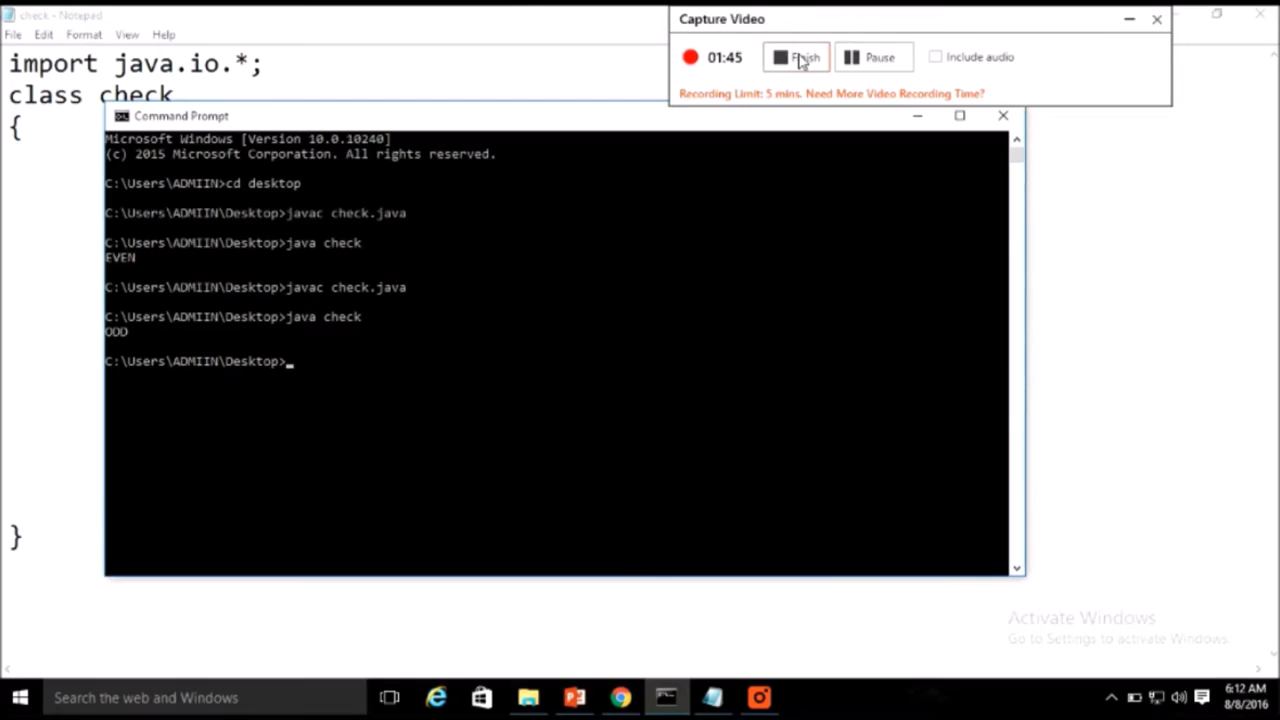 check - Notepad
File Edit Format View Help
import java.io.*;
class check
{
}
Capture Video
01:45
Finish
Pause
Include audio
Recording Limit: 5 mins. Need More Video Recording Time?
Command Prompt
Microsoft Windows [Version 10.0.10240]
(c) 2015 Microsoft Corporation. All rights reserved.
C:\Users\ADMIIN>cd desktop
C:\Users\ADMIIN\Desktop>javac check.java
C:\Users\ADMIIN\Desktop>java check
EVEN
C:\Users\ADMIIN\Desktop>javac check.java
C:\Users\ADMIIN\Desktop>java check
ODD
C:\Users\ADMIIN\Desktop>
Activate Windows
Go to Settings to activate Windows.
Search the web and Windows
6:12 AM
8/8/2016